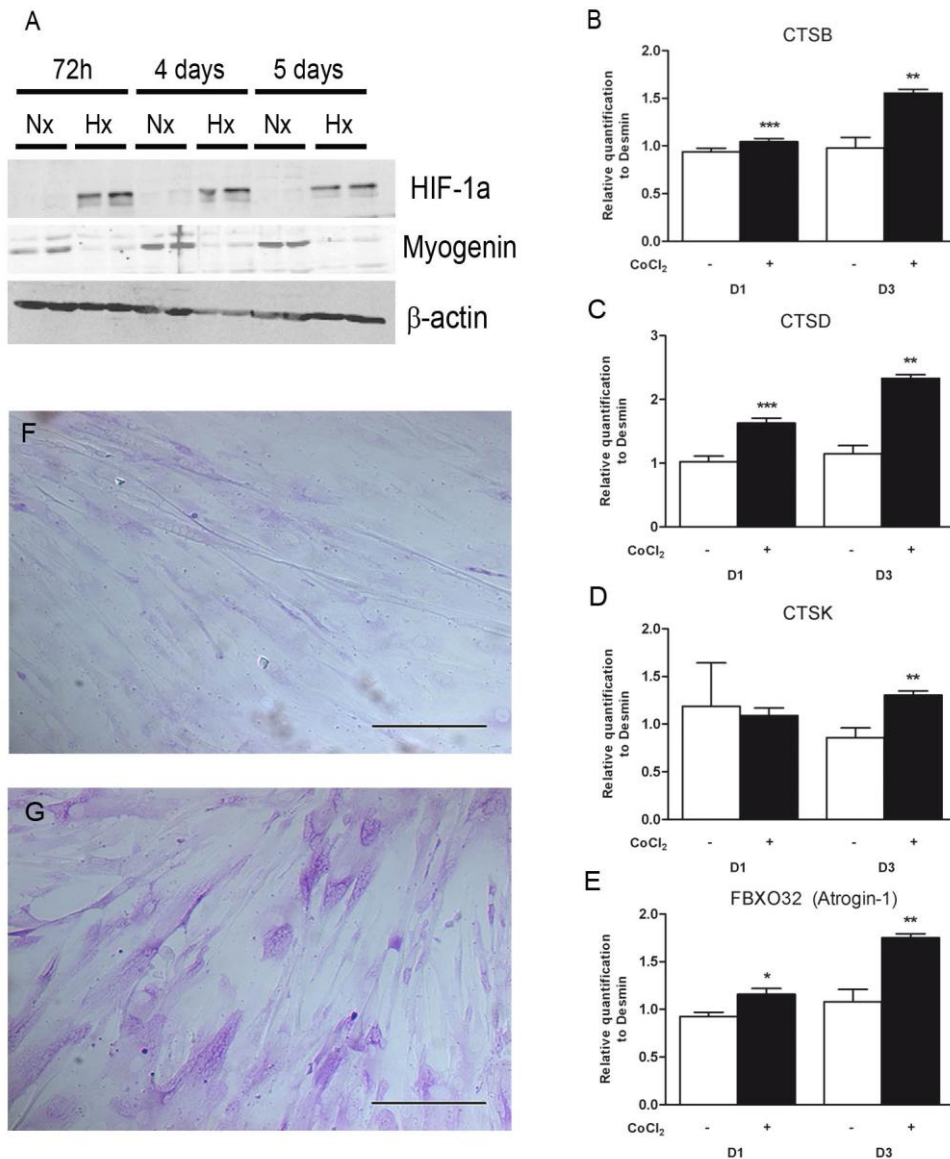 A
72h 4 days 5 days
Nx Hx Nx Hx Nx Hx
HIF-1a
Myogenin
β-actin
B
CTSB
Relative quantification
to Desmin
2.0
1.5
1.0
0.5
0.0
** 
***
CoCl₂ - + - +
D1 D3
C
CTSD
Relative quantification
to Desmin
3
2
1
0
**
***
CoCl₂ - + - +
D1 D3
D
CTSK
Relative quantification
to Desmin
2.0
1.5
1.0
0.5
0.0
**
CoCl₂ - + - +
D1 D3
E
FBXO32 (Atrogin-1)
Relative quantification
to Desmin
2.0
1.5
1.0
0.5
0.0
**
*
CoCl₂ - + - +
D1 D3
F
G